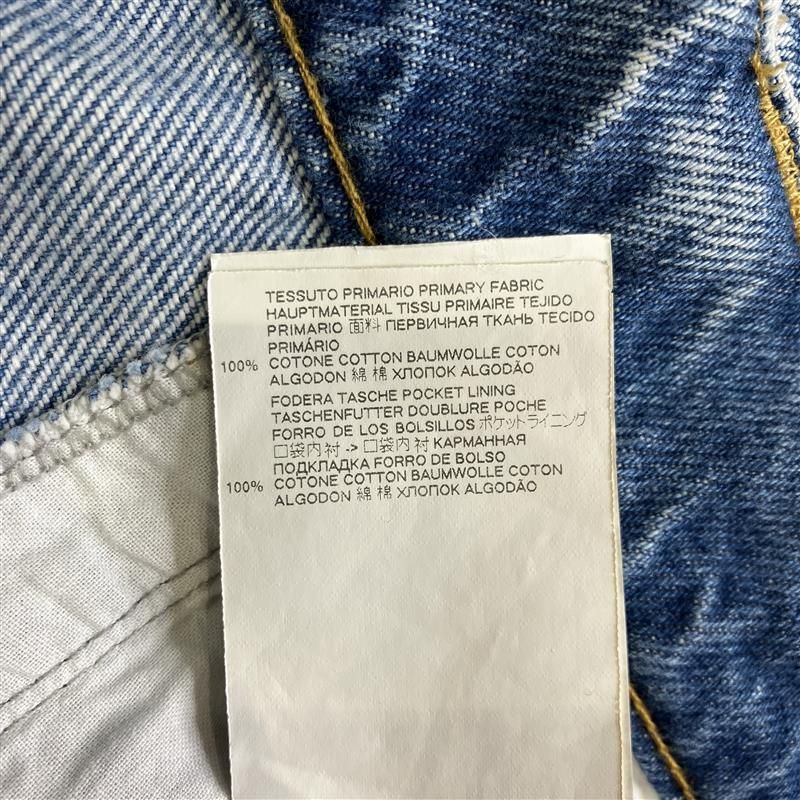 TESSUTO PRIMARIO PRIMARY FABRIC
HAUPTMATERIAL TISSU PRIMAIRE TEJIDO
PRIMARIO 面料 ПЕРВИЧНАЯ ТКАНЬ TECIDO
PRIMÁRIO
100% COTONE COTTON BAUMWOLLE COTON
ALGODON 綿 棉 ХЛОПОК ALGODÃO
FODERA TASCHE POCKET LINING
TASCHENFUTTER DOUBLURE POCHE
FORRO DE LOS BOLSILLOS ポケットライニング
口袋内衬 -> 口袋内衬 КАРМАННАЯ
ПОДКЛАДКА FORRO DE BOLSO
100% COTONE COTTON BAUMWOLLE COTON
ALGODON 綿 棉 ХЛОПОК ALGODÃO